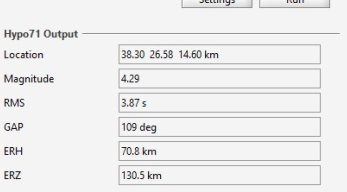 Settings Run
Hypo71 Output
Location 38.30 26.58 14.60 km
Magnitude 4.29
RMS 3.87 s
GAP 109 deg
ERH 70.8 km
ERZ 130.5 km